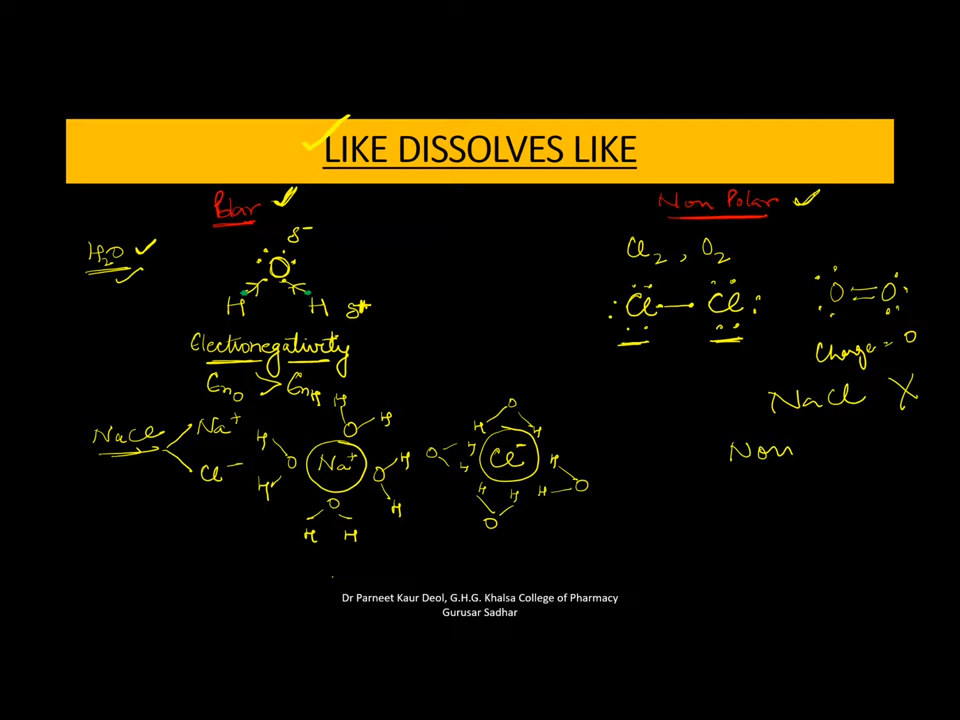 LIKE DISSOLVES LIKE
Polar
Non Polar
H2O
δ-
O
H H δ+
Cl2 , O2
Cl — Cl
O = O
Electronegativity
Charge = 0
EnO > EnH
NaCl X
NaCl
Na+
Cl-
Non
H
O H
H
O
H
Na+
O H
H
O
H H
O
H H
O H
H
Cl-
H
H O
H H
O
Dr Parneet Kaur Deol, G.H.G. Khalsa College of Pharmacy
Gurusar Sadhar